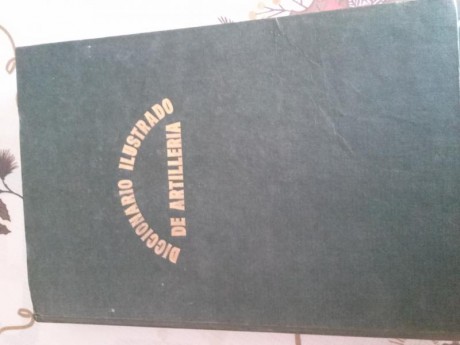 DICCIONARIO ILUSTRADO
DE ARTILLERIA